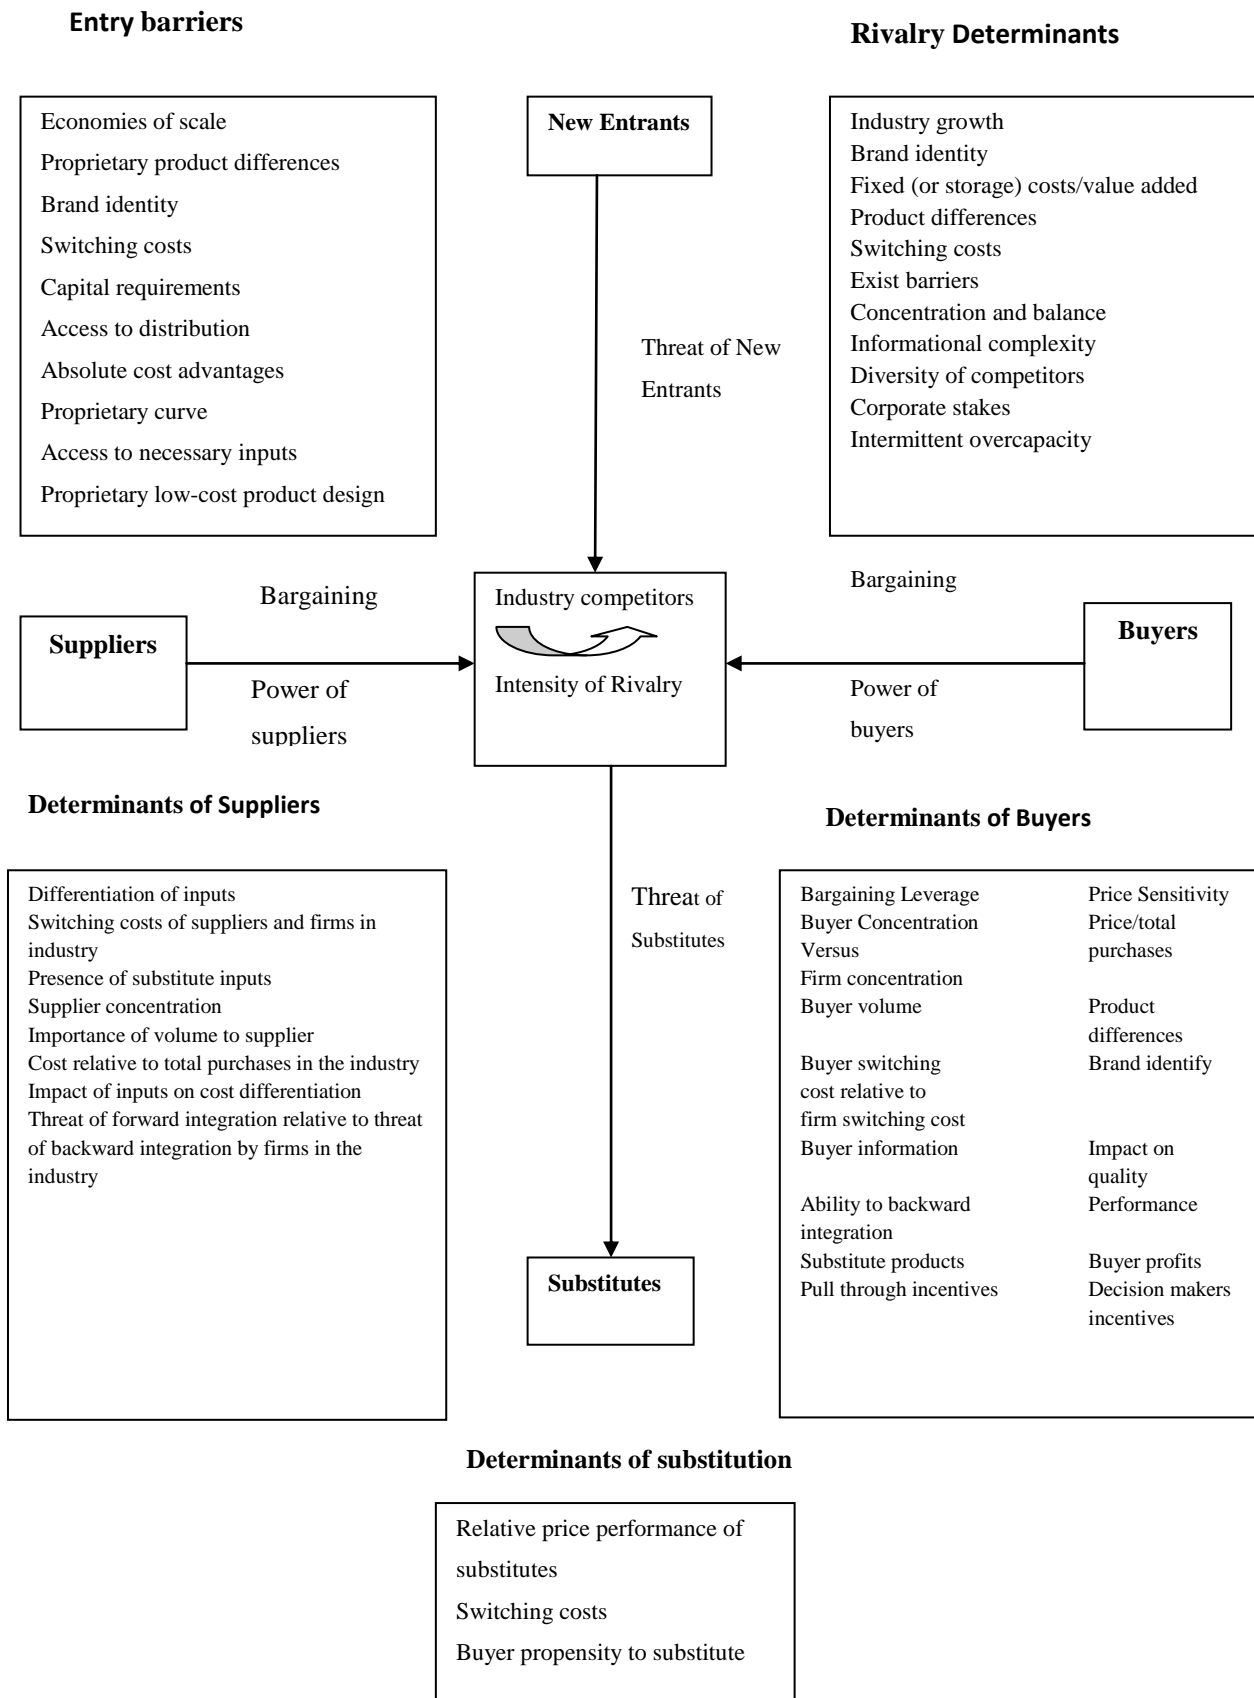 Entry barriers
Rivalry Determinants
Economies of scale
Proprietary product differences
Brand identity
Switching costs
Capital requirements
Access to distribution
Absolute cost advantages
Proprietary curve
Access to necessary inputs
Proprietary low-cost product design
New Entrants
Industry growth
Brand identity
Fixed (or storage) costs/value added
Product differences
Switching costs
Exist barriers
Concentration and balance
Informational complexity
Diversity of competitors
Corporate stakes
Intermittent overcapacity
Threat of New
Entrants
Suppliers
Bargaining
Power of
suppliers
Industry competitors
Intensity of Rivalry
Bargaining
Power of
buyers
Buyers
Determinants of Suppliers
Determinants of Buyers
Differentiation of inputs
Switching costs of suppliers and firms in
industry
Presence of substitute inputs
Supplier concentration
Importance of volume to supplier
Cost relative to total purchases in the industry
Impact of inputs on cost differentiation
Threat of forward integration relative to threat
of backward integration by firms in the
industry
Threat of
Substitutes
Substitutes
Bargaining Leverage
Buyer Concentration
Versus
Firm concentration
Buyer volume
Buyer switching
cost relative to
firm switching cost
Buyer information
Ability to backward
integration
Substitute products
Pull through incentives
Price Sensitivity
Price/total
purchases
Product
differences
Brand identify
Impact on
quality
Performance
Buyer profits
Decision makers
incentives
Determinants of substitution
Relative price performance of
substitutes
Switching costs
Buyer propensity to substitute